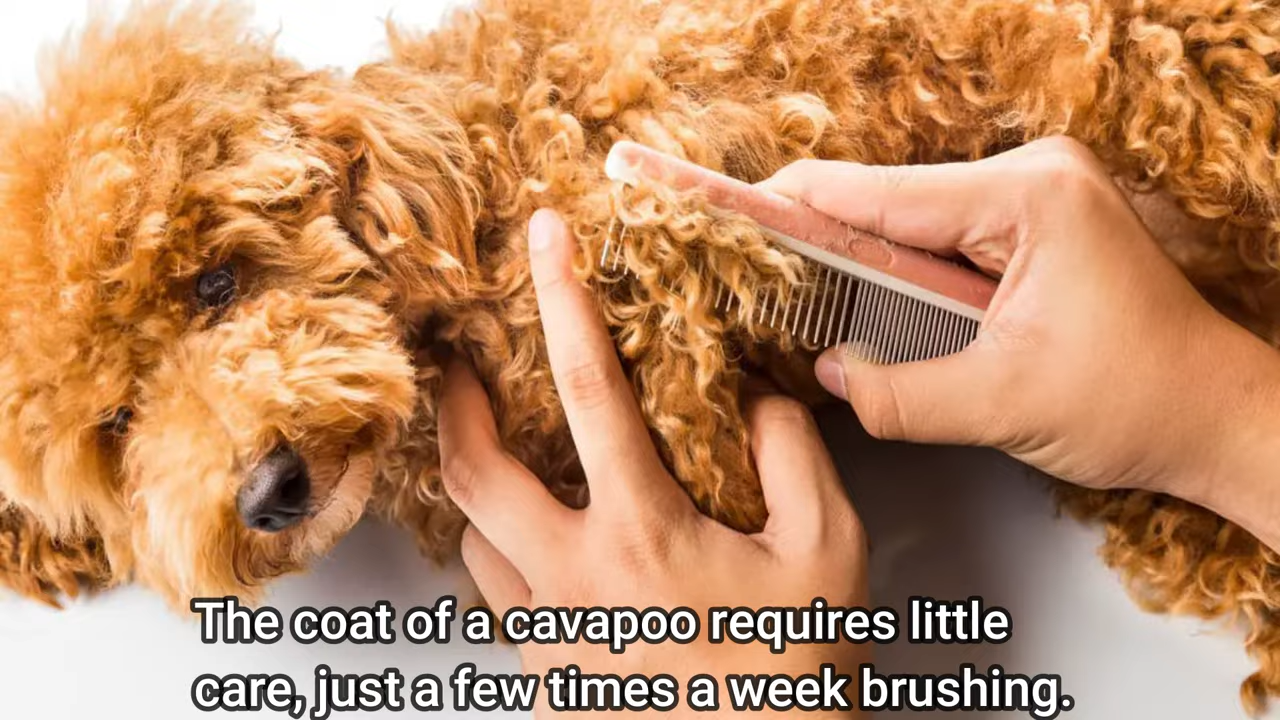 The coat of a cavapoo requires little
care, just a few times a week brushing.